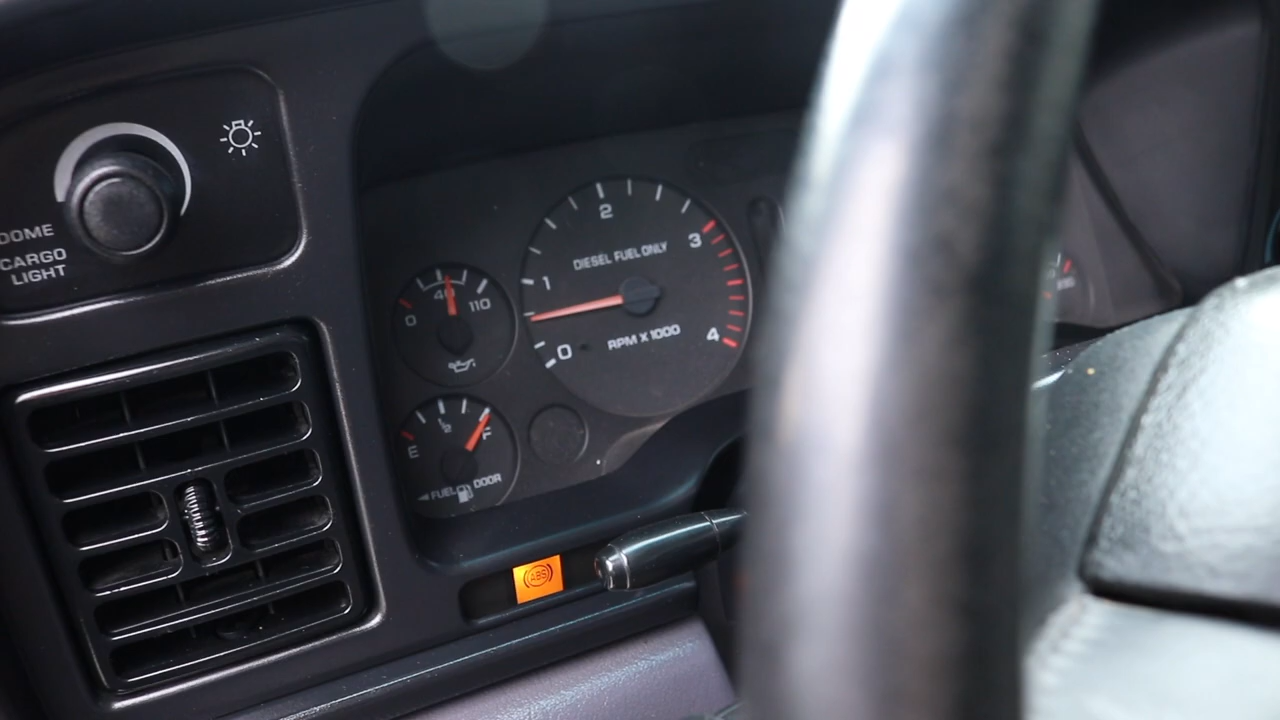 DOME
CARGO
LIGHT
0
40
110
0
1
2
3
4
DIESEL FUEL ONLY
RPM X 1000
E
1/2
F
FUEL DOOR
ABS